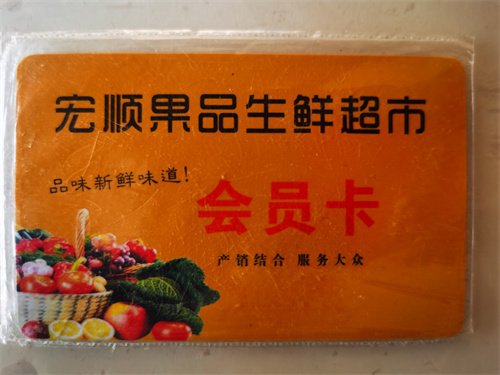 宏顺果品生鲜超市
品味新鲜味道!
会员卡
产销结合 服务大众